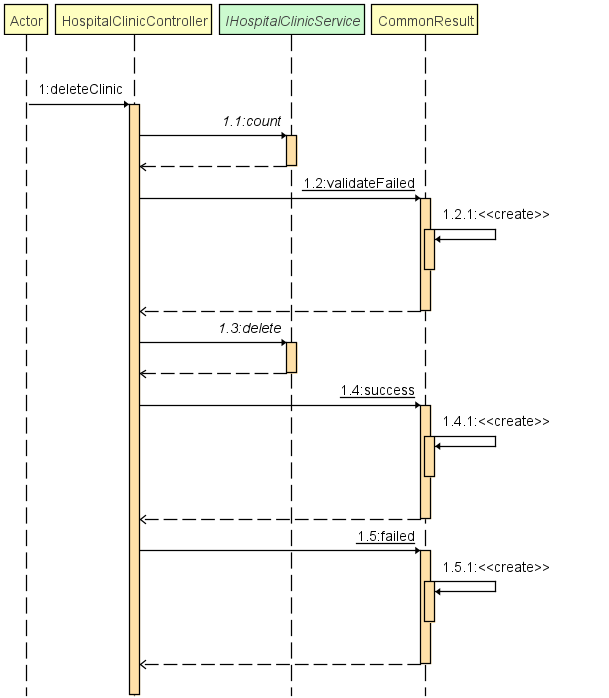 Actor
HospitalClinicController
IHospitalClinicService
CommonResult
1:deleteClinic
1.1:count
1.2:validateFailed
1.2.1:<<create>>
1.3:delete
1.4:success
1.4.1:<<create>>
1.5:failed
1.5.1:<<create>>